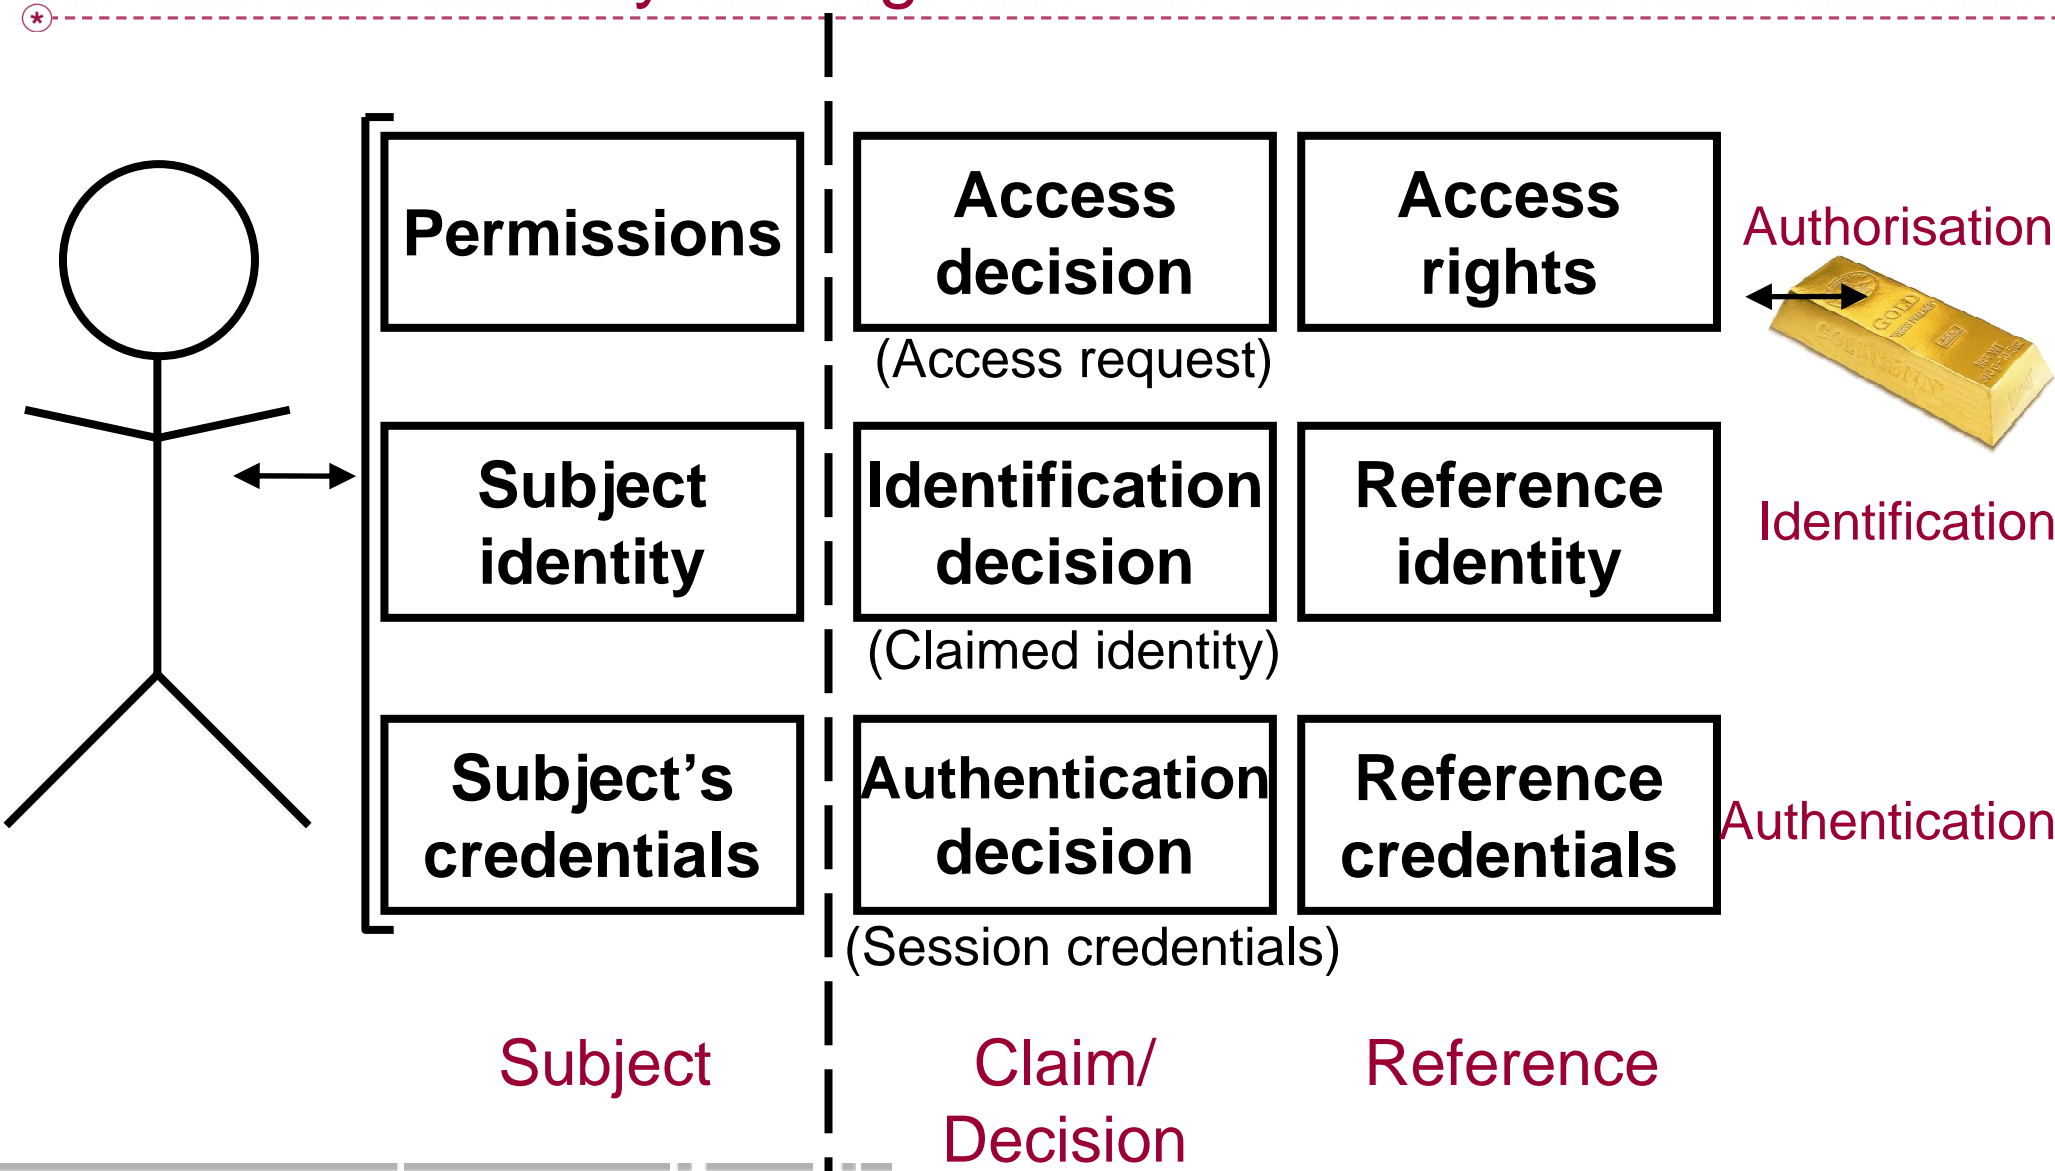 Permissions
Access
decision
Access
rights
Authorisation
(Access request)
GOLD
Subject
identity
Identification
decision
Reference
identity
Identification
(Claimed identity)
Subject’s
credentials
Authentication
decision
Reference
credentials
Authentication
(Session credentials)
Subject
Claim/
Decision
Reference